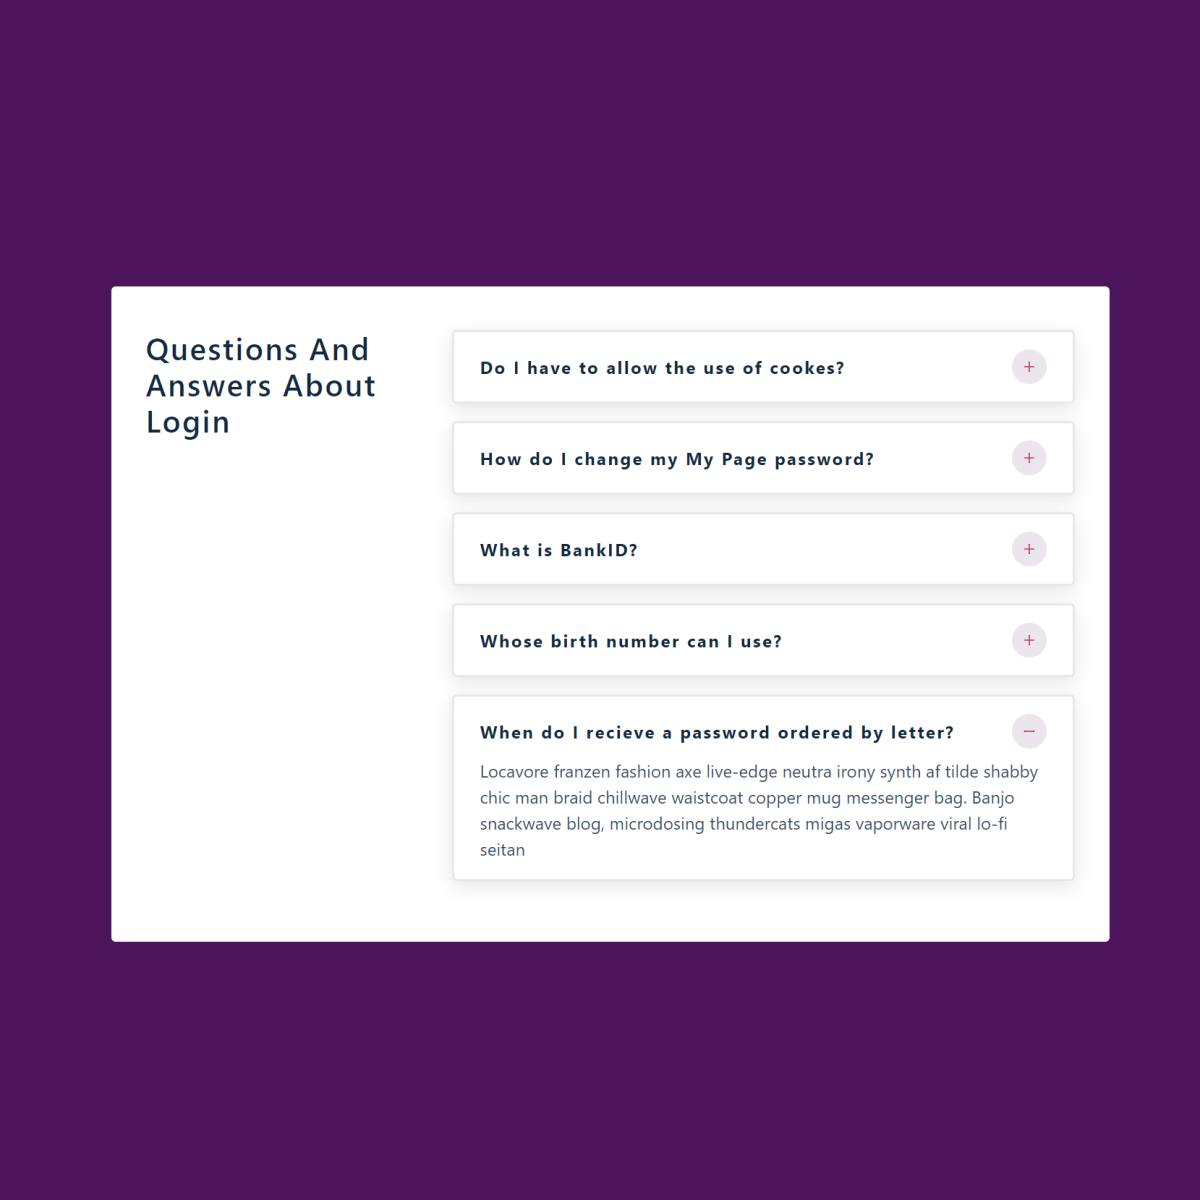 Questions And
Answers About
Login
Do I have to allow the use of cookes?
How do I change my My Page password?
What is BankID?
Whose birth number can I use?
When do I recieve a password ordered by letter?
Locavore franzen fashion axe live-edge neutra irony synth af tilde shabby
chic man braid chillwave waistcoat copper mug messenger bag. Banjo
snackwave blog, microdosing thundercats migas vaporware viral lo-fi
seitan